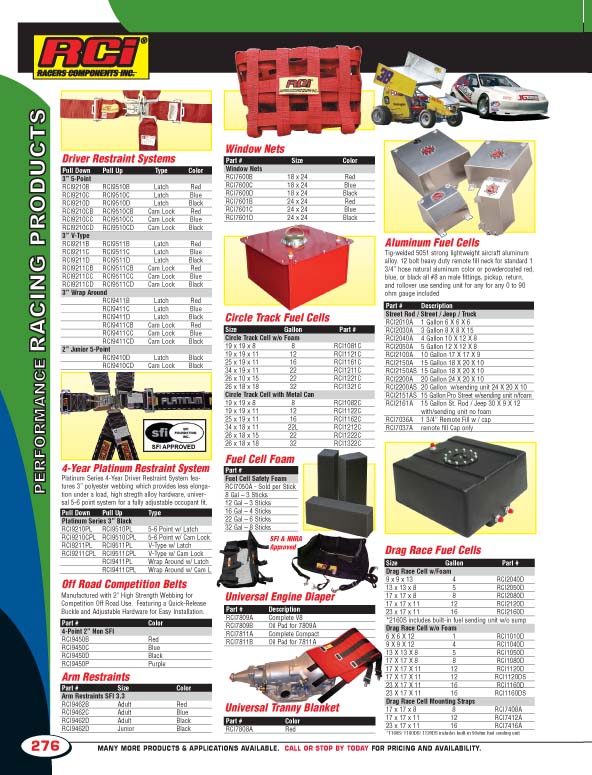 RCI®
RACERS COMPONENTS INC.
PERFORMANCE RACING PRODUCTS
Driver Restraint Systems
Pull Down Pull Up Type Color
3" 5-Point
RCI9210B RCI9510B Latch Red
RCI9210C RCI9510C Latch Blue
RCI9210D RCI9510D Latch Black
RCI9210CB RCI9510CB Cam Lock Red
RCI9210CC RCI9510CC Cam Lock Blue
RCI9210CD RCI9510CD Cam Lock Black
3" V-Type
RCI9211B RCI9511B Latch Red
RCI9211C RCI9511C Latch Blue
RCI9211D RCI9511D Latch Black
RCI9211CB RCI9511CB Cam Lock Red
RCI9211CC RCI9511CC Cam Lock Blue
RCI9211CD RCI9511CD Cam Lock Black
3" Wrap Around
RCI9411B Latch Red
RCI9411C Latch Blue
RCI9411D Latch Black
RCI9411CB Cam Lock Red
RCI9411CC Cam Lock Blue
RCI9411CD Cam Lock Black
2" Junior 5-Point
RCI9410D Latch Black
RCI9410CD Cam Lock Black
PLATINUM
sfi
SFI FOUNDATION INC.
SFI APPROVED
4-Year Platinum Restraint System
Platinum Series 4-Year Driver Restraint System fea-
tures 3" polyester webbing which provides less elonga-
tion under a load, high stregth alloy hardware, univer-
sal 5-6 point system for a fully adjustable occupant fit.
Pull Down Pull Up Type
Platinum Series 3" Black
RCI9210PL RCI9510PL 5-6 Point w/ Latch
RCI9210CPL RCI9510CPL 5-6 Point w/ Cam Lock
RCI9211PL RCI9511PL V-Type w/ Latch
RCI9211CPL RCI9511CPL V-Type w/ Cam Lock
RCI9411PL Wrap Around w/ Latch
RCI9411CPL Wrap Around w/ Cam L
Off Road Competition Belts
Manufactured with 2" High Strength Webbing for
Competition Off Road Use. Featuring a Quick-Release
Buckle and Adjustable Hardware for Easy Installation.
Part # Color
4-Point 2" Non SFI
RCI9450B Red
RCI9450C Blue
RCI9450D Black
RCI9450P Purple
Arm Restraints
Part # Size Color
Arm Restraints SFI 3.3
RCI9462B Adult Red
RCI9462C Adult Blue
RCI9462D Adult Black
RCI9462D Junior Black
RCI
Window Nets
Part # Size Color
Window Nets
RCI7600B 18 x 24 Red
RCI7600C 18 x 24 Blue
RCI7600D 18 x 24 Black
RCI7601B 24 x 24 Red
RCI7601C 24 x 24 Blue
RCI7601D 24 x 24 Black
Circle Track Fuel Cells
Size Gallon Part #
Circle Track Cell w/o Foam
19 x 19 x 8 8 RCI1081C
19 x 19 x 11 12 RCI1121C
25 x 19 x 11 16 RCI1161C
34 x 19 x 11 22 RCI1211C
26 x 10 x 15 22 RCI1221C
26 x 18 x 18 32 RCI1321C
Circle Track Cell with Metal Can
19 x 19 x 8 8 RCI1082C
19 x 19 x 11 12 RCI1122C
25 x 19 x 11 16 RCI1162C
34 x 18 x 11 22L RCI1212C
26 x 18 x 15 22 RCI1222C
26 x 18 x 18 32 RCI1322C
Fuel Cell Foam
Part #
Fuel Cell Safety Foam
RCI7050A - Sold per Stick
8 Gal – 3 Sticks
12 Gal – 3 Sticks
16 Gal – 4 Sticks
22 Gal – 6 Sticks
32 Gal – 8 Sticks
SFI & NHRA
Approved
Universal Engine Diaper
Part # Description
RCI7809A Complete V8
RCI7809B Oil Pad for 7809A
RCI7811A Complete Compact
RCI7811B Oil Pad for 7811A
Universal Tranny Blanket
Part # Color
RCI7808A Red
Aluminum Fuel Cells
Tig-welded 5051 strong lightweight aircraft aluminum
alloy. 12 bolt heavy duty remote fill neck for standard 1
3/4" hose natural aluminum color or powdercoated red,
blue, or black all #8 an male fittings, pickup, return,
and rollover use sending unit for any for any 0 to 90
ohm gauge included
Part # Description
Street Rod / Street / Jeep / Truck
RCI2010A 1 Gallon 6 X 6 X 6
RCI2030A 3 Gallon 8 X 8 X 15
RCI2040A 4 Gallon 10 X 12 X 8
RCI2050A 5 Gallon 12 X 12 X 8
RCI2100A 10 Gallon 17 X 17 X 9
RCI2150A 15 Gallon 18 X 20 X 10
RCI2150AS 15 Gallon 18 X 20 X 10
RCI2200A 20 Gallon 24 X 20 X 10
RCI2200AS 20 Gallon w/sending unit 24 X 20 X 10
RCI2151AS 15 Gallon Pro Street w/sending unit w/foam
RCI2161A 15 Gallon St. Rod / Jeep 30 X 9 X 12
with/sending unit no foam
RCI7036A 1 3/4" Remote Fill w/ cap
RCI7037A remote fill Cap only
Drag Race Fuel Cells
Size Gallon Part #
Drag Race Cell w/Foam
9 x 9 x 13 4 RCI2040D
13 x 13 x 8 5 RCI2050D
17 x 17 x 8 8 RCI2080D
17 x 17 x 11 12 RCI2120D
23 x 17 x 11 16 RCI2160D
*2160S includes built-in fuel sending unit w/o sump
Drag Race Cell w/o Foam
6 X 6 X 12 1 RCI1010D
9 X 9 X 12 4 RCI1040D
13 X 13 X 8 5 RCI1050D
17 X 17 X 8 8 RCI1080D
17 X 17 X 11 12 RCI1120D
17 X 17 X 11 12 RCI1120DS
23 X 17 X 11 16 RCI1160D
23 X 17 X 11 16 RCI1160DS
Drag Race Cell Mounting Straps
17 x 17 x 8 8 RCI7408A
17 x 17 x 11 12 RCI7412A
23 x 17 x 11 16 RCI7416A
276
MANY MORE PRODUCTS & APPLICATIONS AVAILABLE. CALL OR STOP BY TODAY FOR PRICING AND AVAILABILITY.